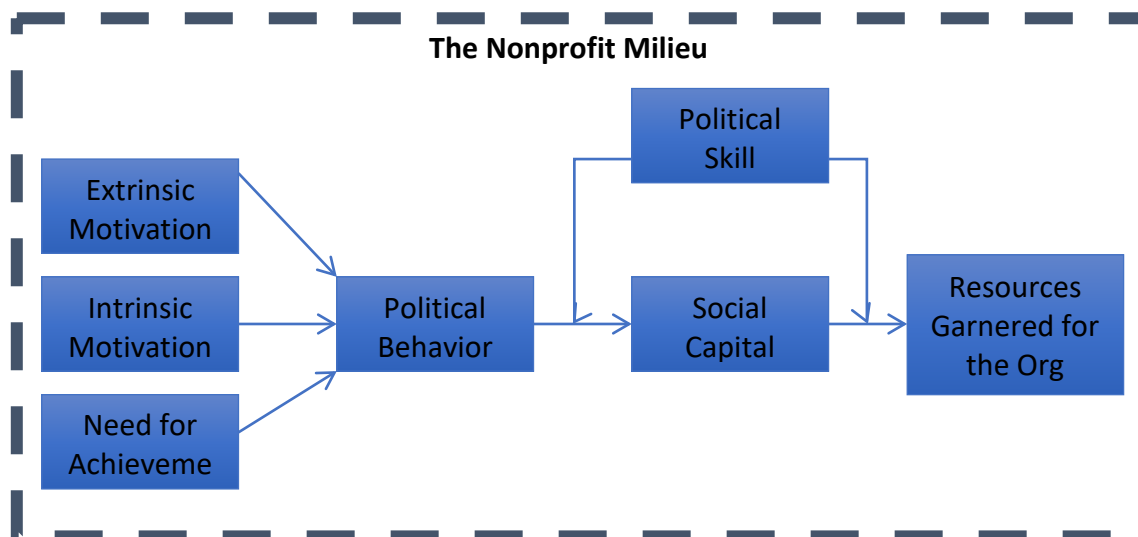 The Nonprofit Milieu
Political
Skill
Extrinsic
Motivation
Intrinsic
Motivation
Political
Behavior
Social
Capital
Resources
Garnered for
the Org
Need for
Achieveme